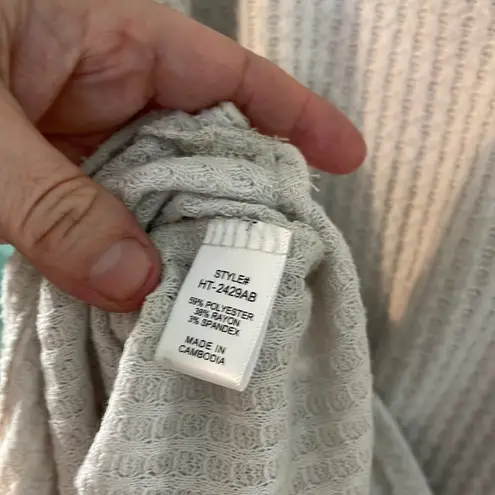 STYLE#
HT-2429AB
59% POLYESTER
38% RAYON
3% SPANDEX
MADE IN
CAMBODIA